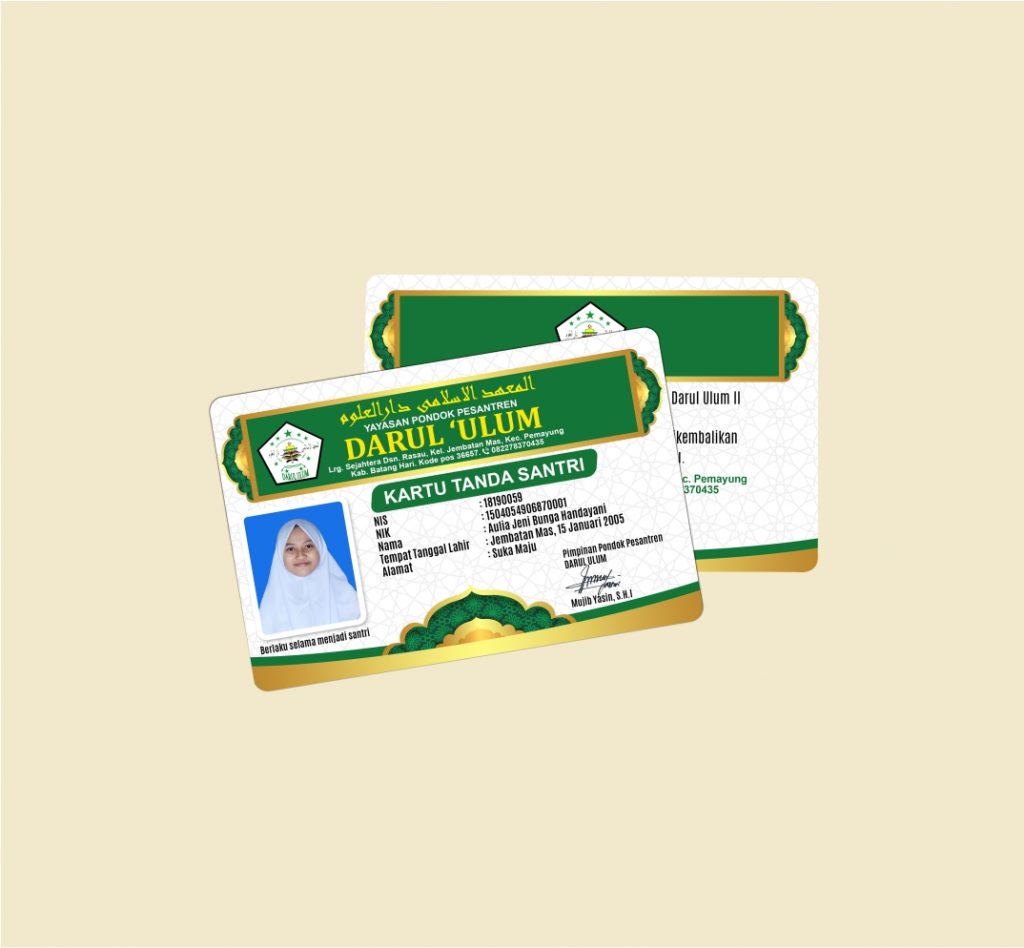 المعهد الاسلامي دارالعلوم
YAYASAN PONDOK PESANTREN
DARUL 'ULUM
Lrg. Sejahtera Dsn. Rasau, Kel. Jembatan Mas, Kec. Pemayung
Kab. Batang Hari. Kode pos 36657. 082278370435
DARUL ULUM
KARTU TANDA SANTRI
NIS : 18190059
NIK : 1504054906870001
Nama : Aulia Jeni Bunga Handayani
Tempat Tanggal Lahir : Jembatan Mas, 15 Januari 2005
Alamat : Suka Maju
Pimpinan Pondok Pesantren
DARUL ULUM
Mujib Yasin, S.H.I
Berlaku selama menjadi santri
Darul Ulum II
kembalikan
l.
c. Pemayung
370435